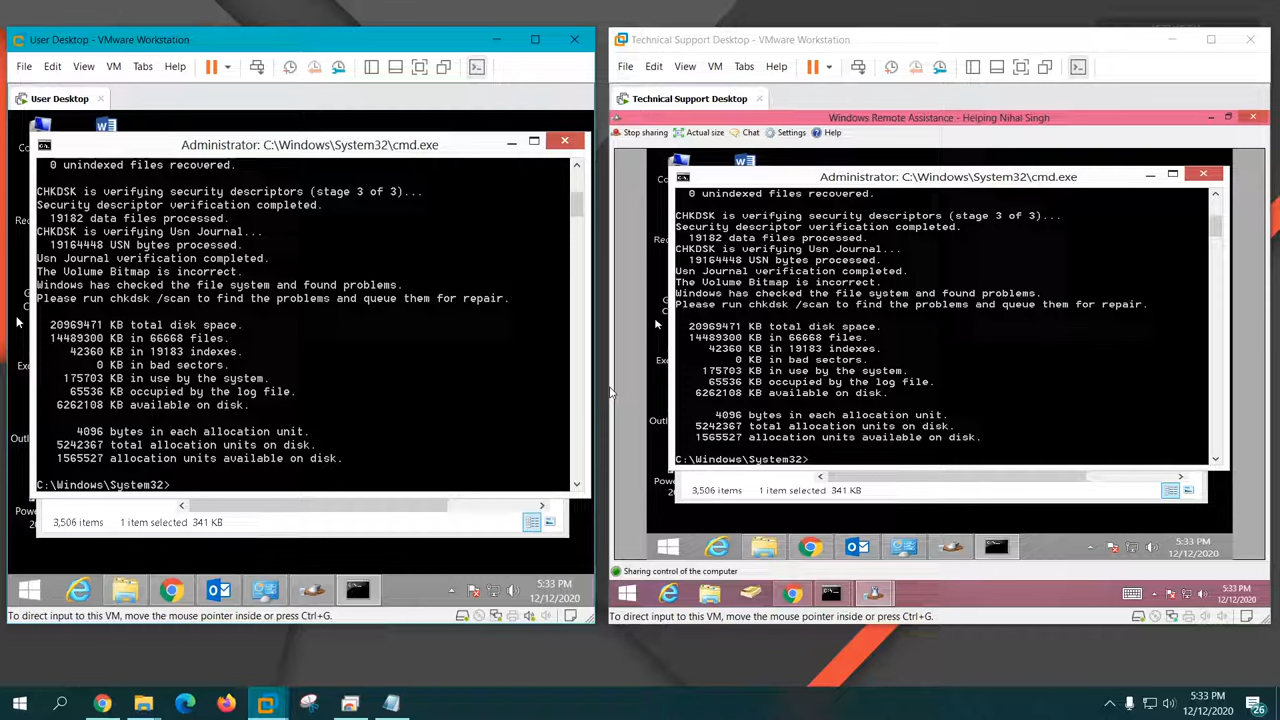 User Desktop - VMware Workstation
File Edit View VM Tabs Help
User Desktop
Administrator: C:\Windows\System32\cmd.exe
0 unindexed files recovered.
CHKDSK is verifying security descriptors (stage 3 of 3)...
Security descriptor verification completed.
19182 data files processed.
CHKDSK is verifying Usn Journal...
19164448 USN bytes processed.
Usn Journal verification completed.
The Volume Bitmap is incorrect.
Windows has checked the file system and found problems.
Please run chkdsk /scan to find the problems and queue them for repair.
20969471 KB total disk space.
14489300 KB in 66668 files.
42360 KB in 19183 indexes.
0 KB in bad sectors.
175703 KB in use by the system.
65536 KB occupied by the log file.
6262108 KB available on disk.
4096 bytes in each allocation unit.
5242367 total allocation units on disk.
1565527 allocation units available on disk.
C:\Windows\System32>
3,506 items 1 item selected 341 KB
5:33 PM
12/12/2020
To direct input to this VM, move the mouse pointer inside or press Ctrl+G.
Technical Support Desktop - VMware Workstation
File Edit View VM Tabs Help
Technical Support Desktop
Windows Remote Assistance - Helping Nihal Singh
Stop sharing Actual size Chat Settings Help
Administrator: C:\Windows\System32\cmd.exe
0 unindexed files recovered.
CHKDSK is verifying security descriptors (stage 3 of 3)...
Security descriptor verification completed.
19182 data files processed.
CHKDSK is verifying Usn Journal...
19164448 USN bytes processed.
Usn Journal verification completed.
The Volume Bitmap is incorrect.
Windows has checked the file system and found problems.
Please run chkdsk /scan to find the problems and queue them for repair.
20969471 KB total disk space.
14489300 KB in 66668 files.
42360 KB in 19183 indexes.
0 KB in bad sectors.
175703 KB in use by the system.
65536 KB occupied by the log file.
6262108 KB available on disk.
4096 bytes in each allocation unit.
5242367 total allocation units on disk.
1565527 allocation units available on disk.
C:\Windows\System32>
3,506 items 1 item selected 341 KB
5:33 PM
12/12/2020
Sharing control of the computer
5:33 PM
12/12/2020
To direct input to this VM, move the mouse pointer inside or press Ctrl+G.
5:33 PM
12/12/2020
26